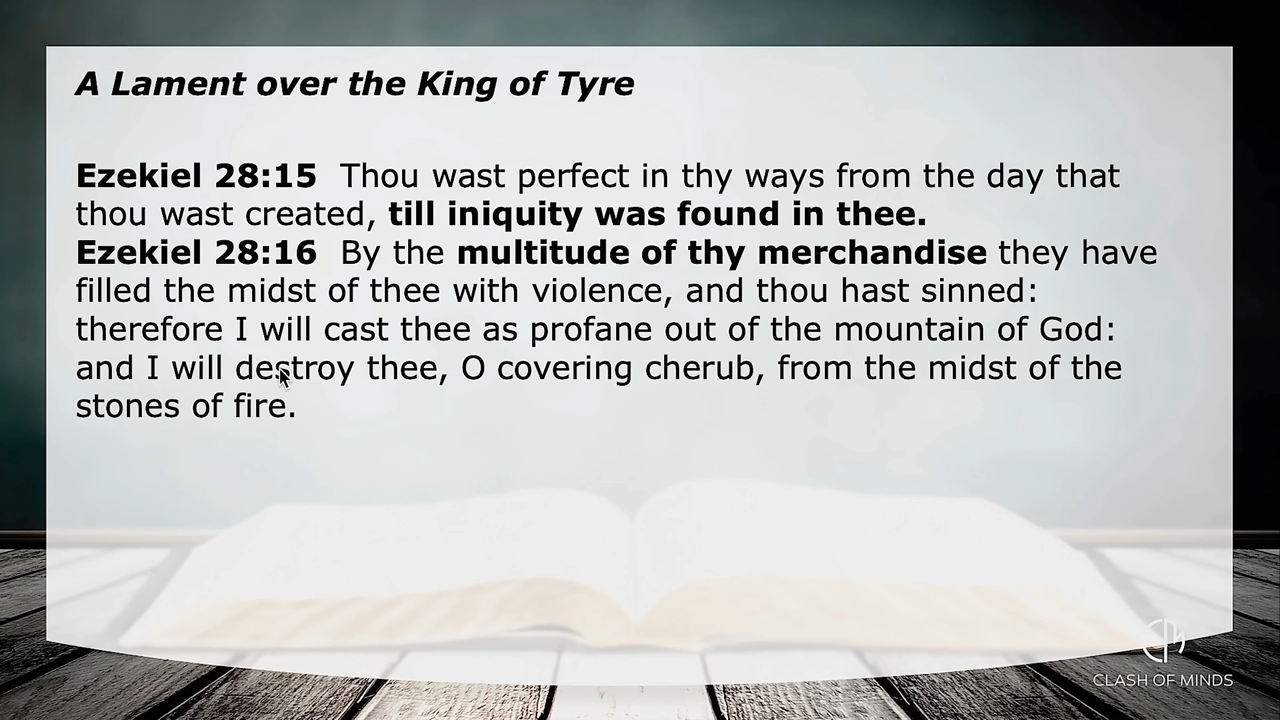 A Lament over the King of Tyre
Ezekiel 28:15 Thou wast perfect in thy ways from the day that
thou wast created, till iniquity was found in thee.
Ezekiel 28:16 By the multitude of thy merchandise they have
filled the midst of thee with violence, and thou hast sinned:
therefore I will cast thee as profane out of the mountain of God:
and I will destroy thee, O covering cherub, from the midst of the
stones of fire.
CLASH OF MINDS